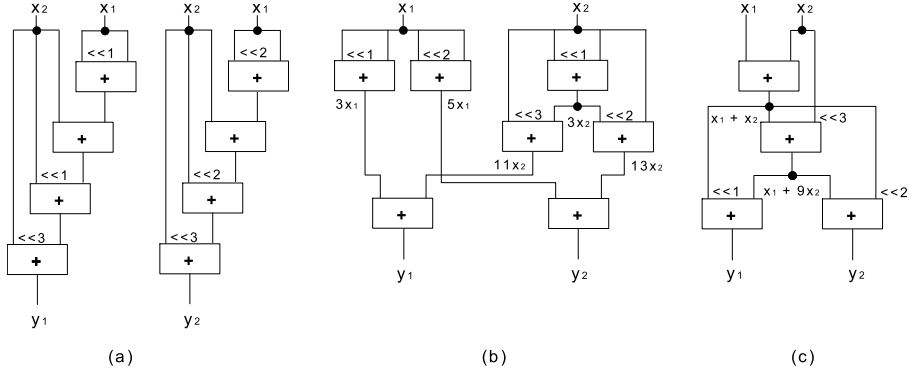 x2 x1 x2 x1 x1 x2 x1 x2
<<1 <<2 <<1 <<2 <<1
+ + + + + +
3x1 5x1
+ + <<3 3x2 <<2 x1 + x2 <<3
+ + +
<<1 <<2 11x2 13x2
+ + <<1 x1 + 9x2 <<2
<<3 <<3 + + + +
+ +
y1 y2 y1 y2
y1 y2
(a) (b) (c)